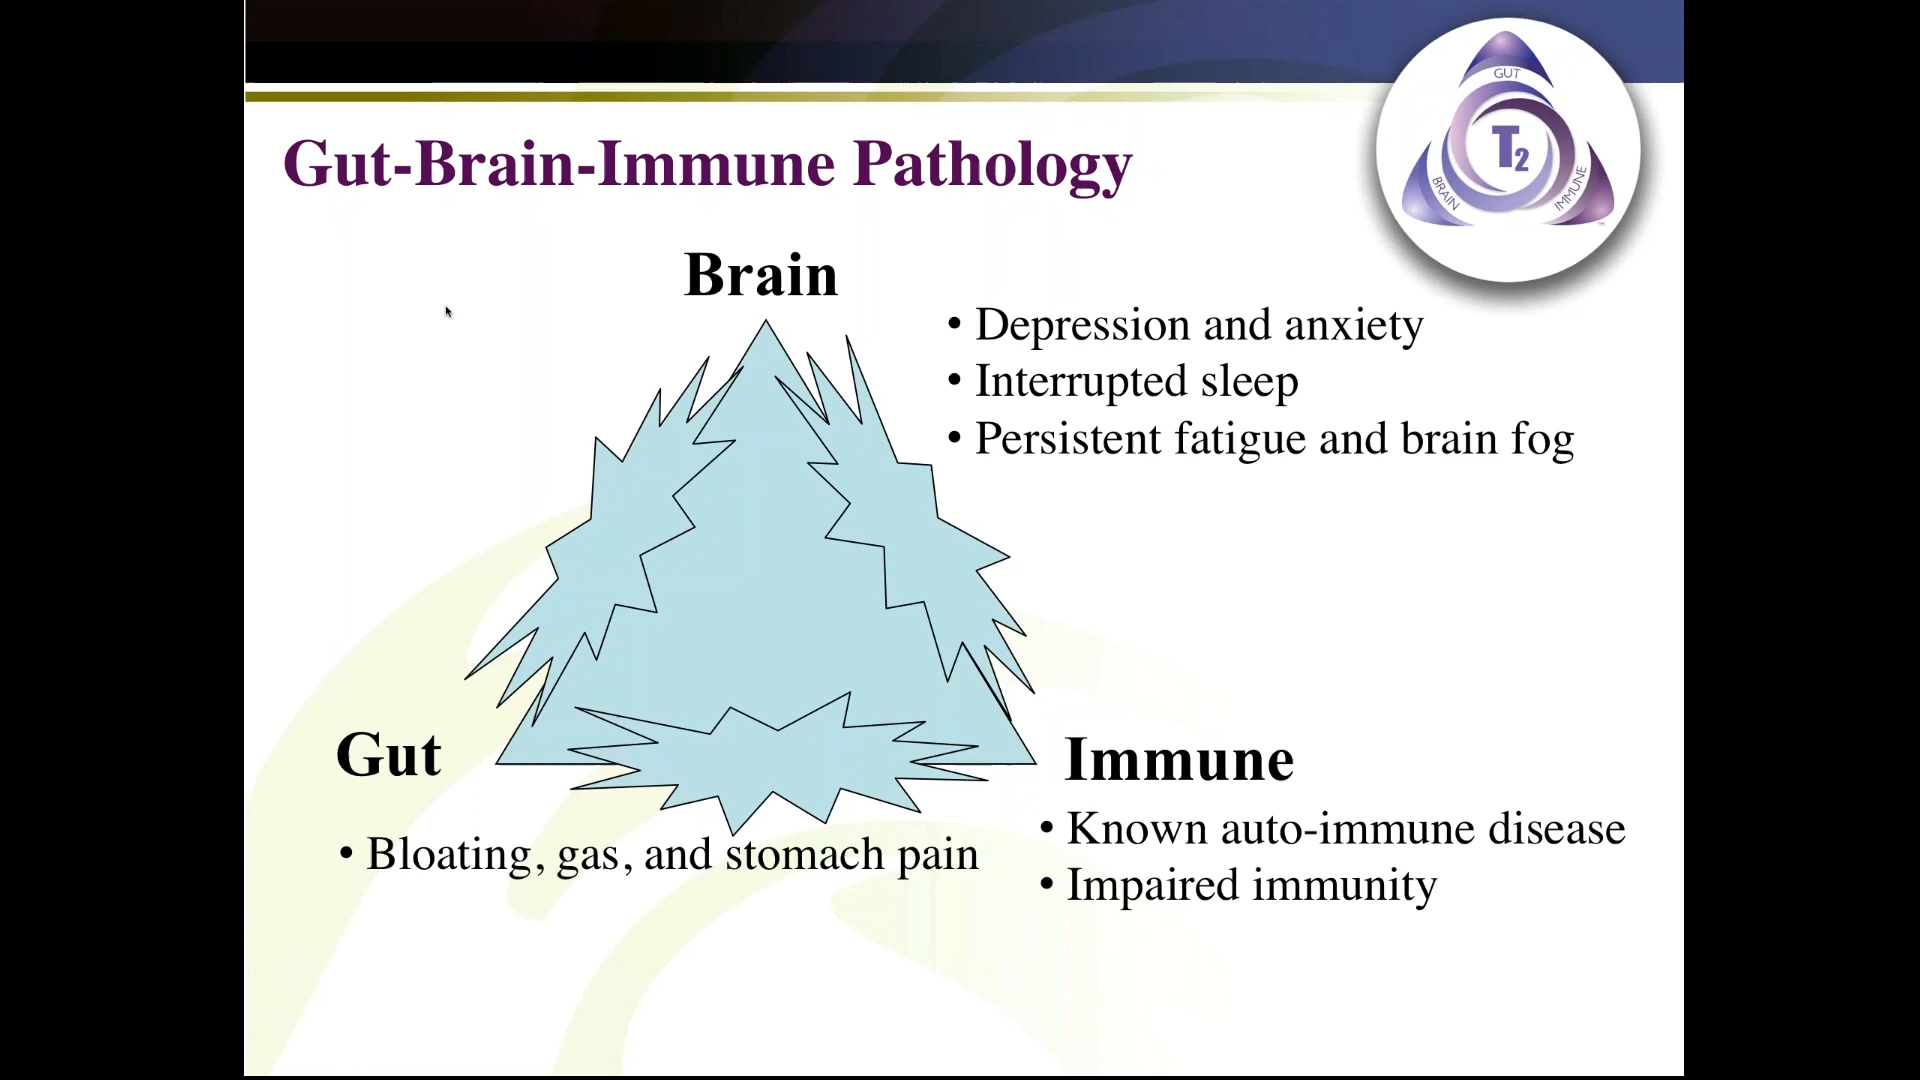 GUT
T2
BRAIN
IMMUNE
TM
Gut-Brain-Immune Pathology
Brain
• Depression and anxiety
• Interrupted sleep
• Persistent fatigue and brain fog
Gut
• Bloating, gas, and stomach pain
Immune
• Known auto-immune disease
• Impaired immunity